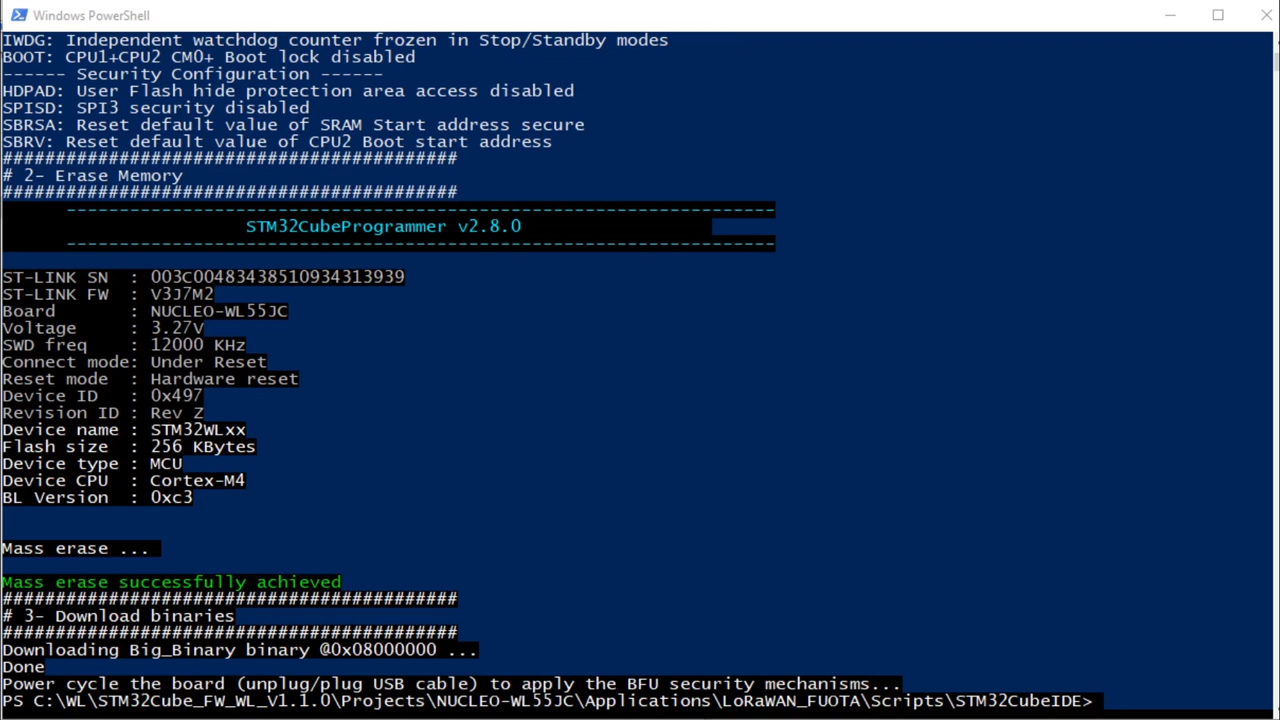 Windows PowerShell
IWDG: Independent watchdog counter frozen in Stop/Standby modes
BOOT: CPU1+CPU2 CM0+ Boot lock disabled
------ Security Configuration ------
HDPAD: User Flash hide protection area access disabled
SPISD: SPI3 security disabled
SBRSA: Reset default value of SRAM Start address secure
SBRV: Reset default value of CPU2 Boot start address
###########################################
# 2- Erase Memory
###########################################
-------------------------------------------------------------------
STM32CubeProgrammer v2.8.0
-------------------------------------------------------------------
ST-LINK SN  : 003C00483438510934313939
ST-LINK FW  : V3J7M2
Board       : NUCLEO-WL55JC
Voltage     : 3.27V
SWD freq    : 12000 KHz
Connect mode: Under Reset
Reset mode  : Hardware reset
Device ID   : 0x497
Revision ID : Rev Z
Device name : STM32WLxx
Flash size  : 256 KBytes
Device type : MCU
Device CPU  : Cortex-M4
BL Version  : 0xc3
Mass erase ...
Mass erase successfully achieved
###########################################
# 3- Download binaries
###########################################
Downloading Big_Binary binary @0x08000000 ...
Done
Power cycle the board (unplug/plug USB cable) to apply the BFU security mechanisms...
PS C:\WL\STM32Cube_FW_WL_V1.1.0\Projects\NUCLEO-WL55JC\Applications\LoRaWAN_FUOTA\Scripts\STM32CubeIDE>